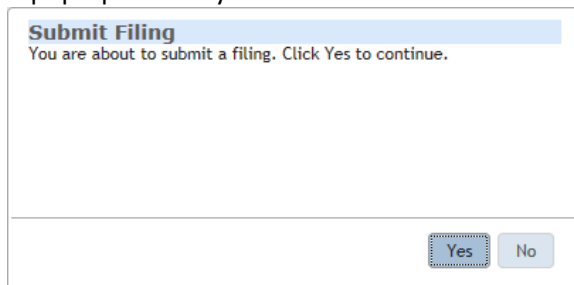 Submit Filing
You are about to submit a filing. Click Yes to continue.
Yes No